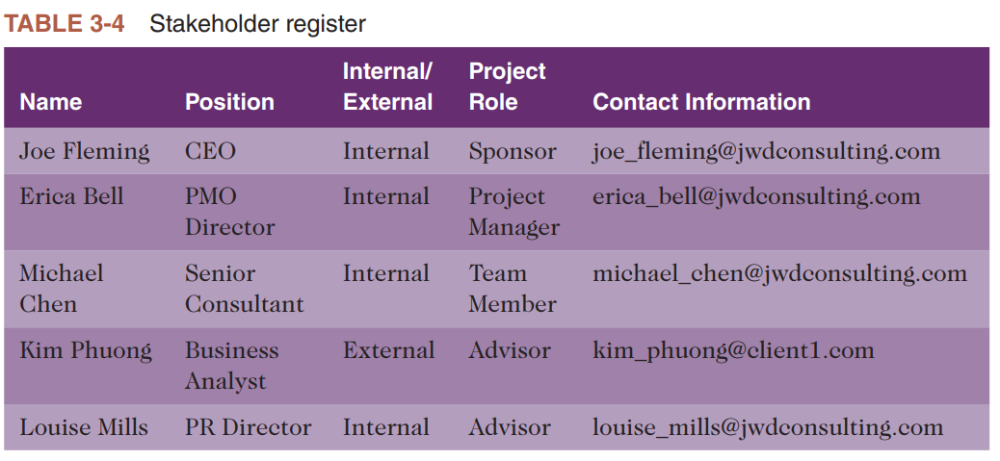 TABLE 3-4 Stakeholder register
Internal/ Project
Name Position External Role Contact Information
Joe Fleming CEO Internal Sponsor joe_fleming@jwdconsulting.com
Erica Bell PMO Internal Project erica_bell@jwdconsulting.com
Director Manager
Michael Senior Internal Team michael_chen@jwdconsulting.com
Chen Consultant Member
Kim Phuong Business External Advisor kim_phuong@client1.com
Analyst
Louise Mills PR Director Internal Advisor louise_mills@jwdconsulting.com